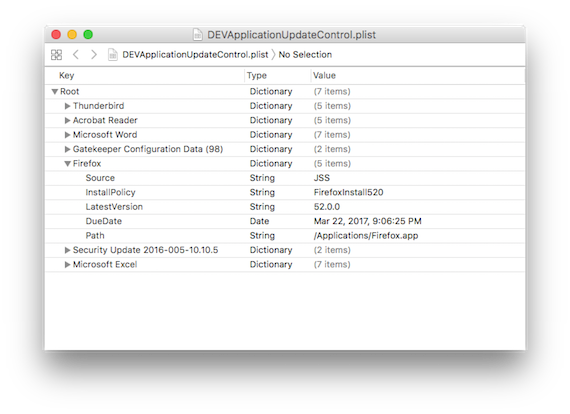 DEVApplicationUpdateControl.plist
DEVApplicationUpdateControl.plist No Selection
Key Type Value
Root Dictionary (7 items)
Thunderbird Dictionary (5 items)
Acrobat Reader Dictionary (5 items)
Microsoft Word Dictionary (7 items)
Gatekeeper Configuration Data (98) Dictionary (2 items)
Firefox Dictionary (5 items)
Source String JSS
InstallPolicy String FirefoxInstall520
LatestVersion String 52.0.0
DueDate Date Mar 22, 2017, 9:06:25 PM
Path String /Applications/Firefox.app
Security Update 2016-005-10.10.5 Dictionary (2 items)
Microsoft Excel Dictionary (7 items)